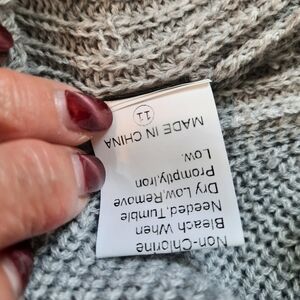 Non-Chlorine
Bleach When
Needed.Tumble
Dry Low,Remove
Promptly.Iron
Low.
MADE IN CHINA
11